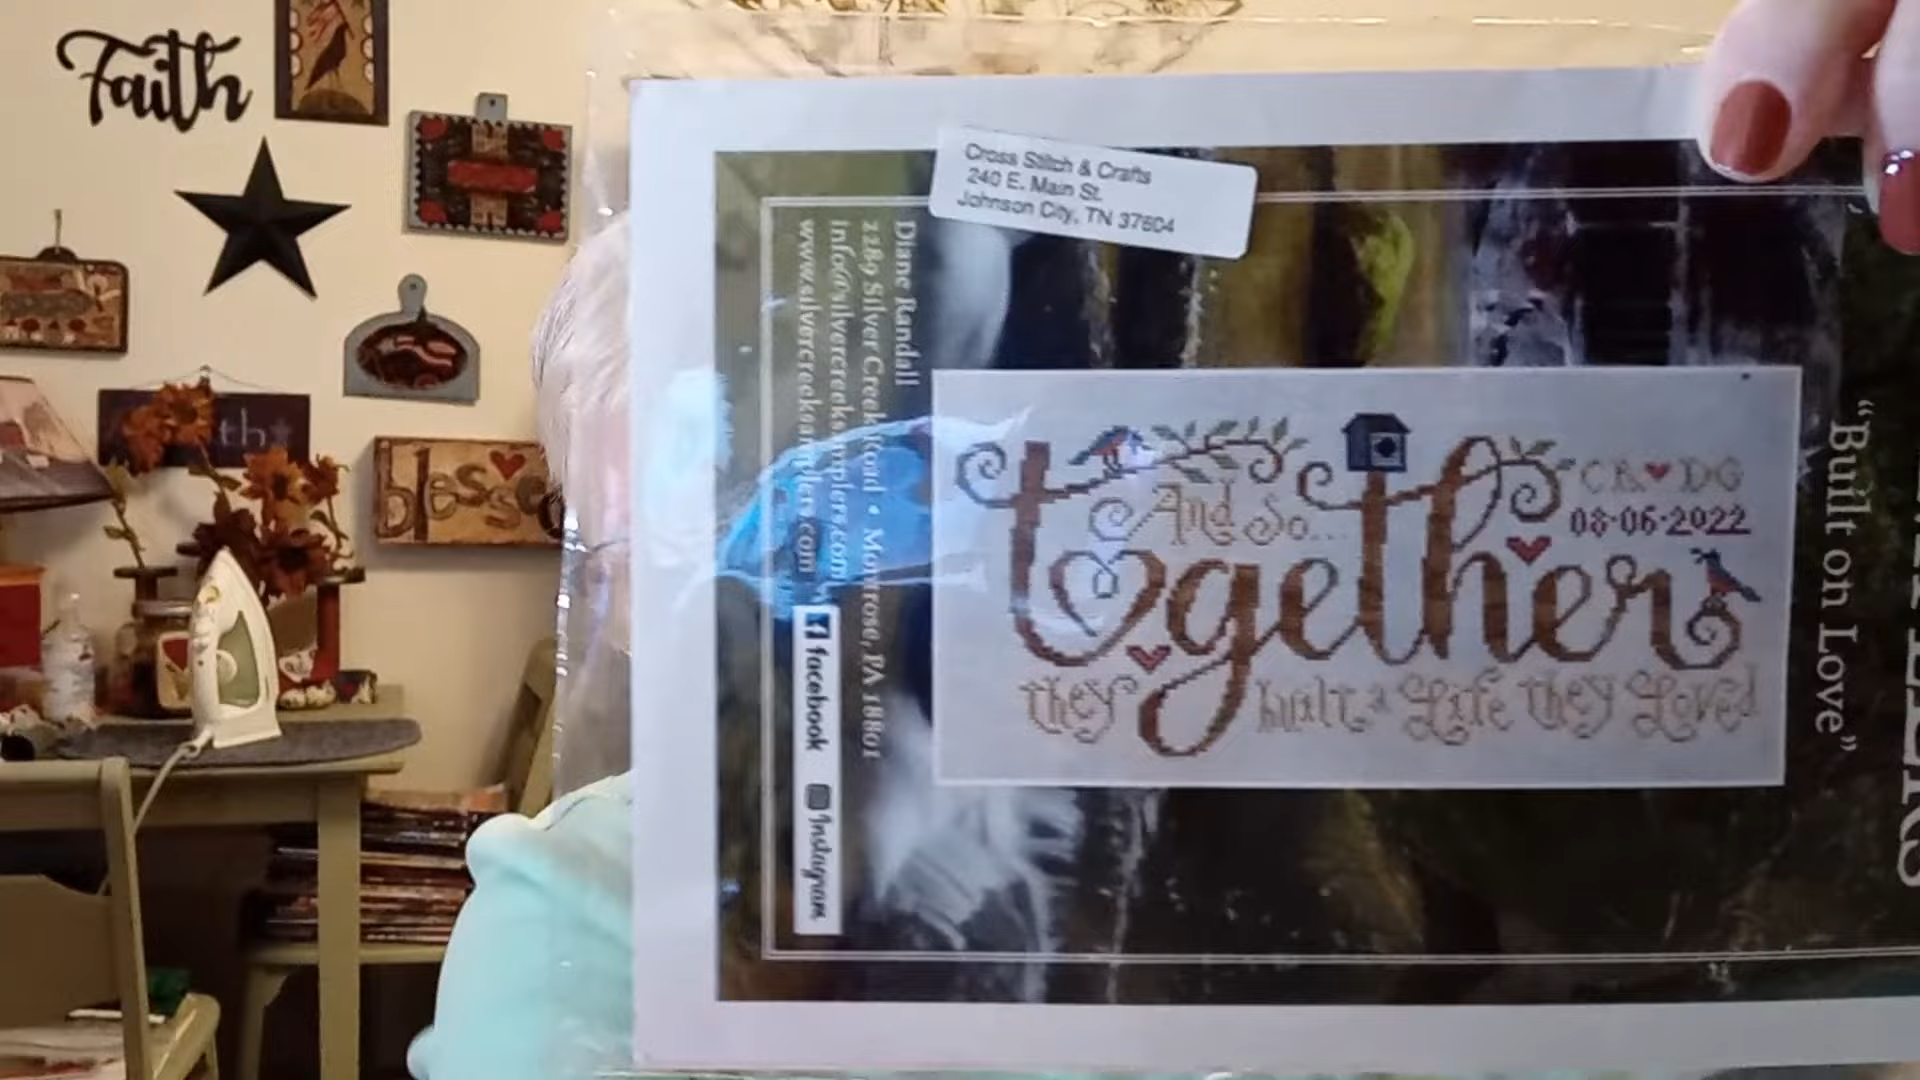 Faith
blesse
Cross Stitch & Crafts
240 E. Main St.
Johnson City, TN 37604
Diane Randall
2289 Silver Creek Road • Montrose, PA 18801
info@silvercreeksamplers.com
www.silvercreeksamplers.com
facebook Instagram
And So...
together
CK DG
08·06·2022
they built a Life they Loved
"Built on Love"